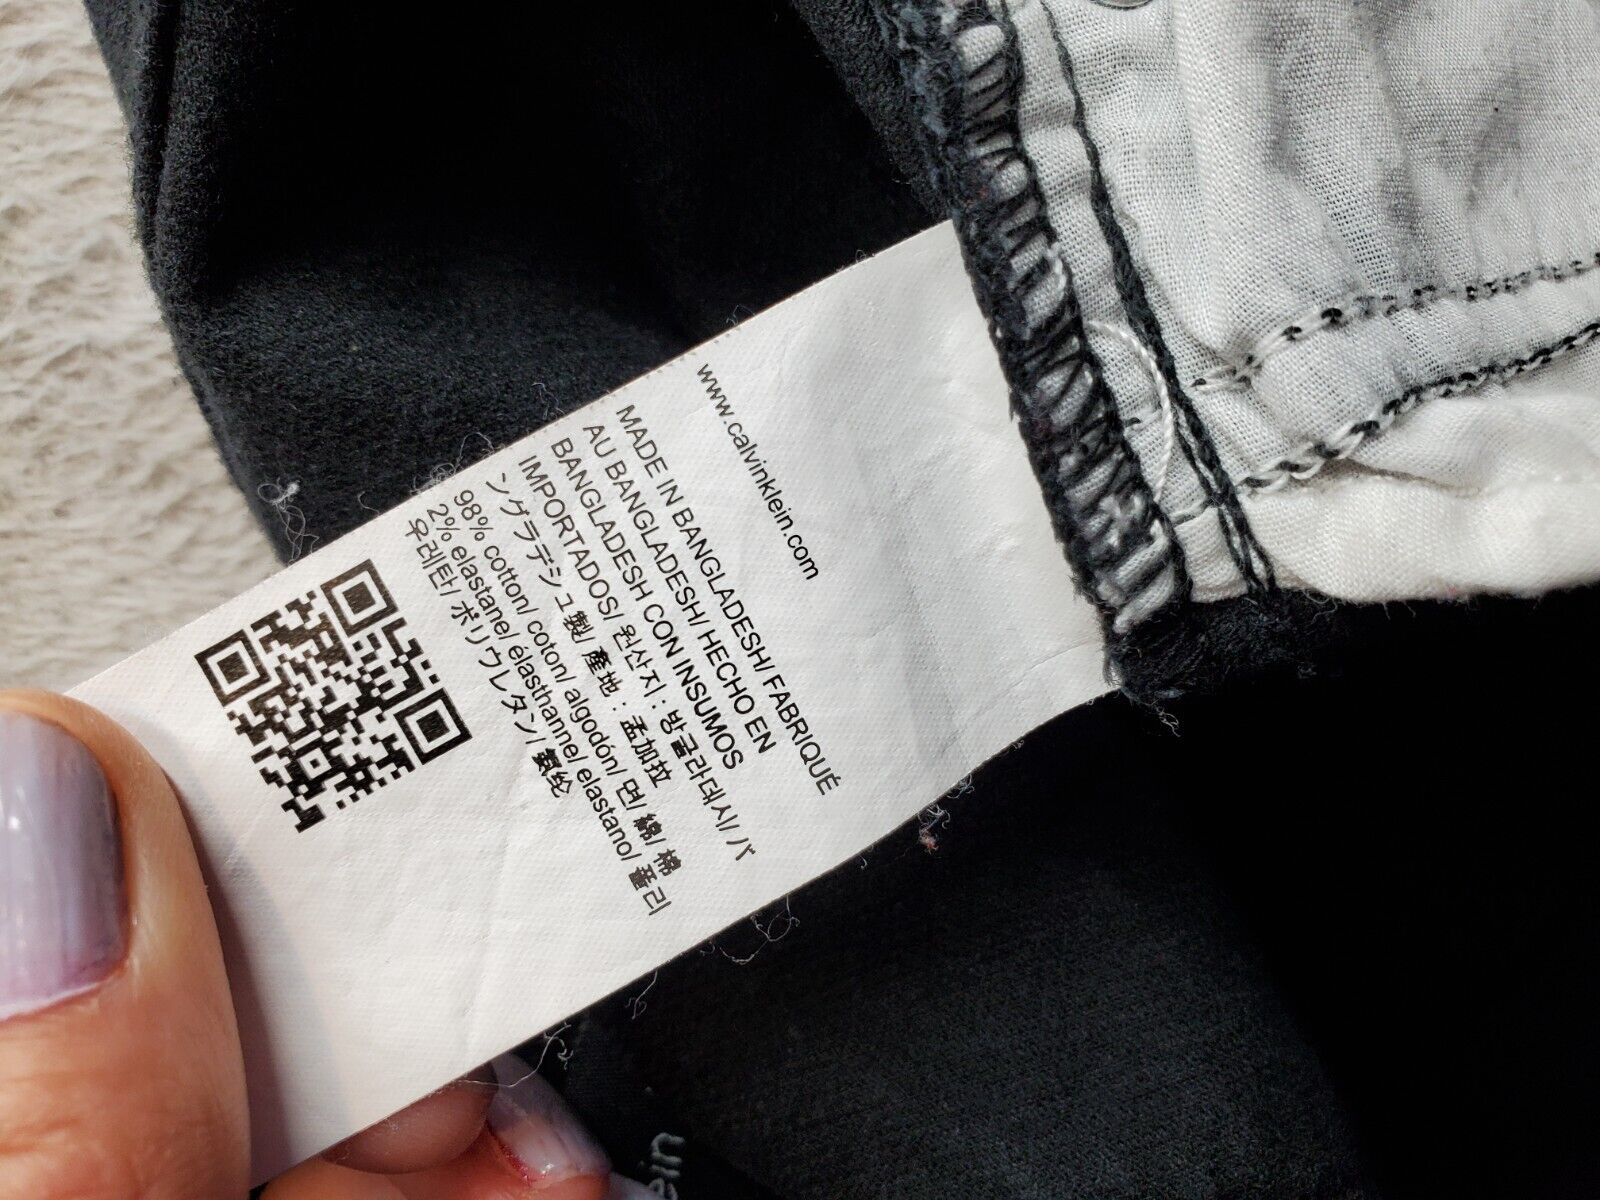 www.calvinklein.com
MADE IN BANGLADESH/ FABRIQUÉ
AU BANGLADESH/ HECHO EN
BANGLADESH CON INSUMOS
IMPORTADOS/ 원산지 : 방글라데시/ バ
ングラデシュ製/ 產地 : 孟加拉
98% cotton/ coton/ algodón/ 면/ 綿/ 棉
2% elastane/ élasthanne/ elastano/ 폴리
우레탄/ ポリウレタン/ 氨纶
ein